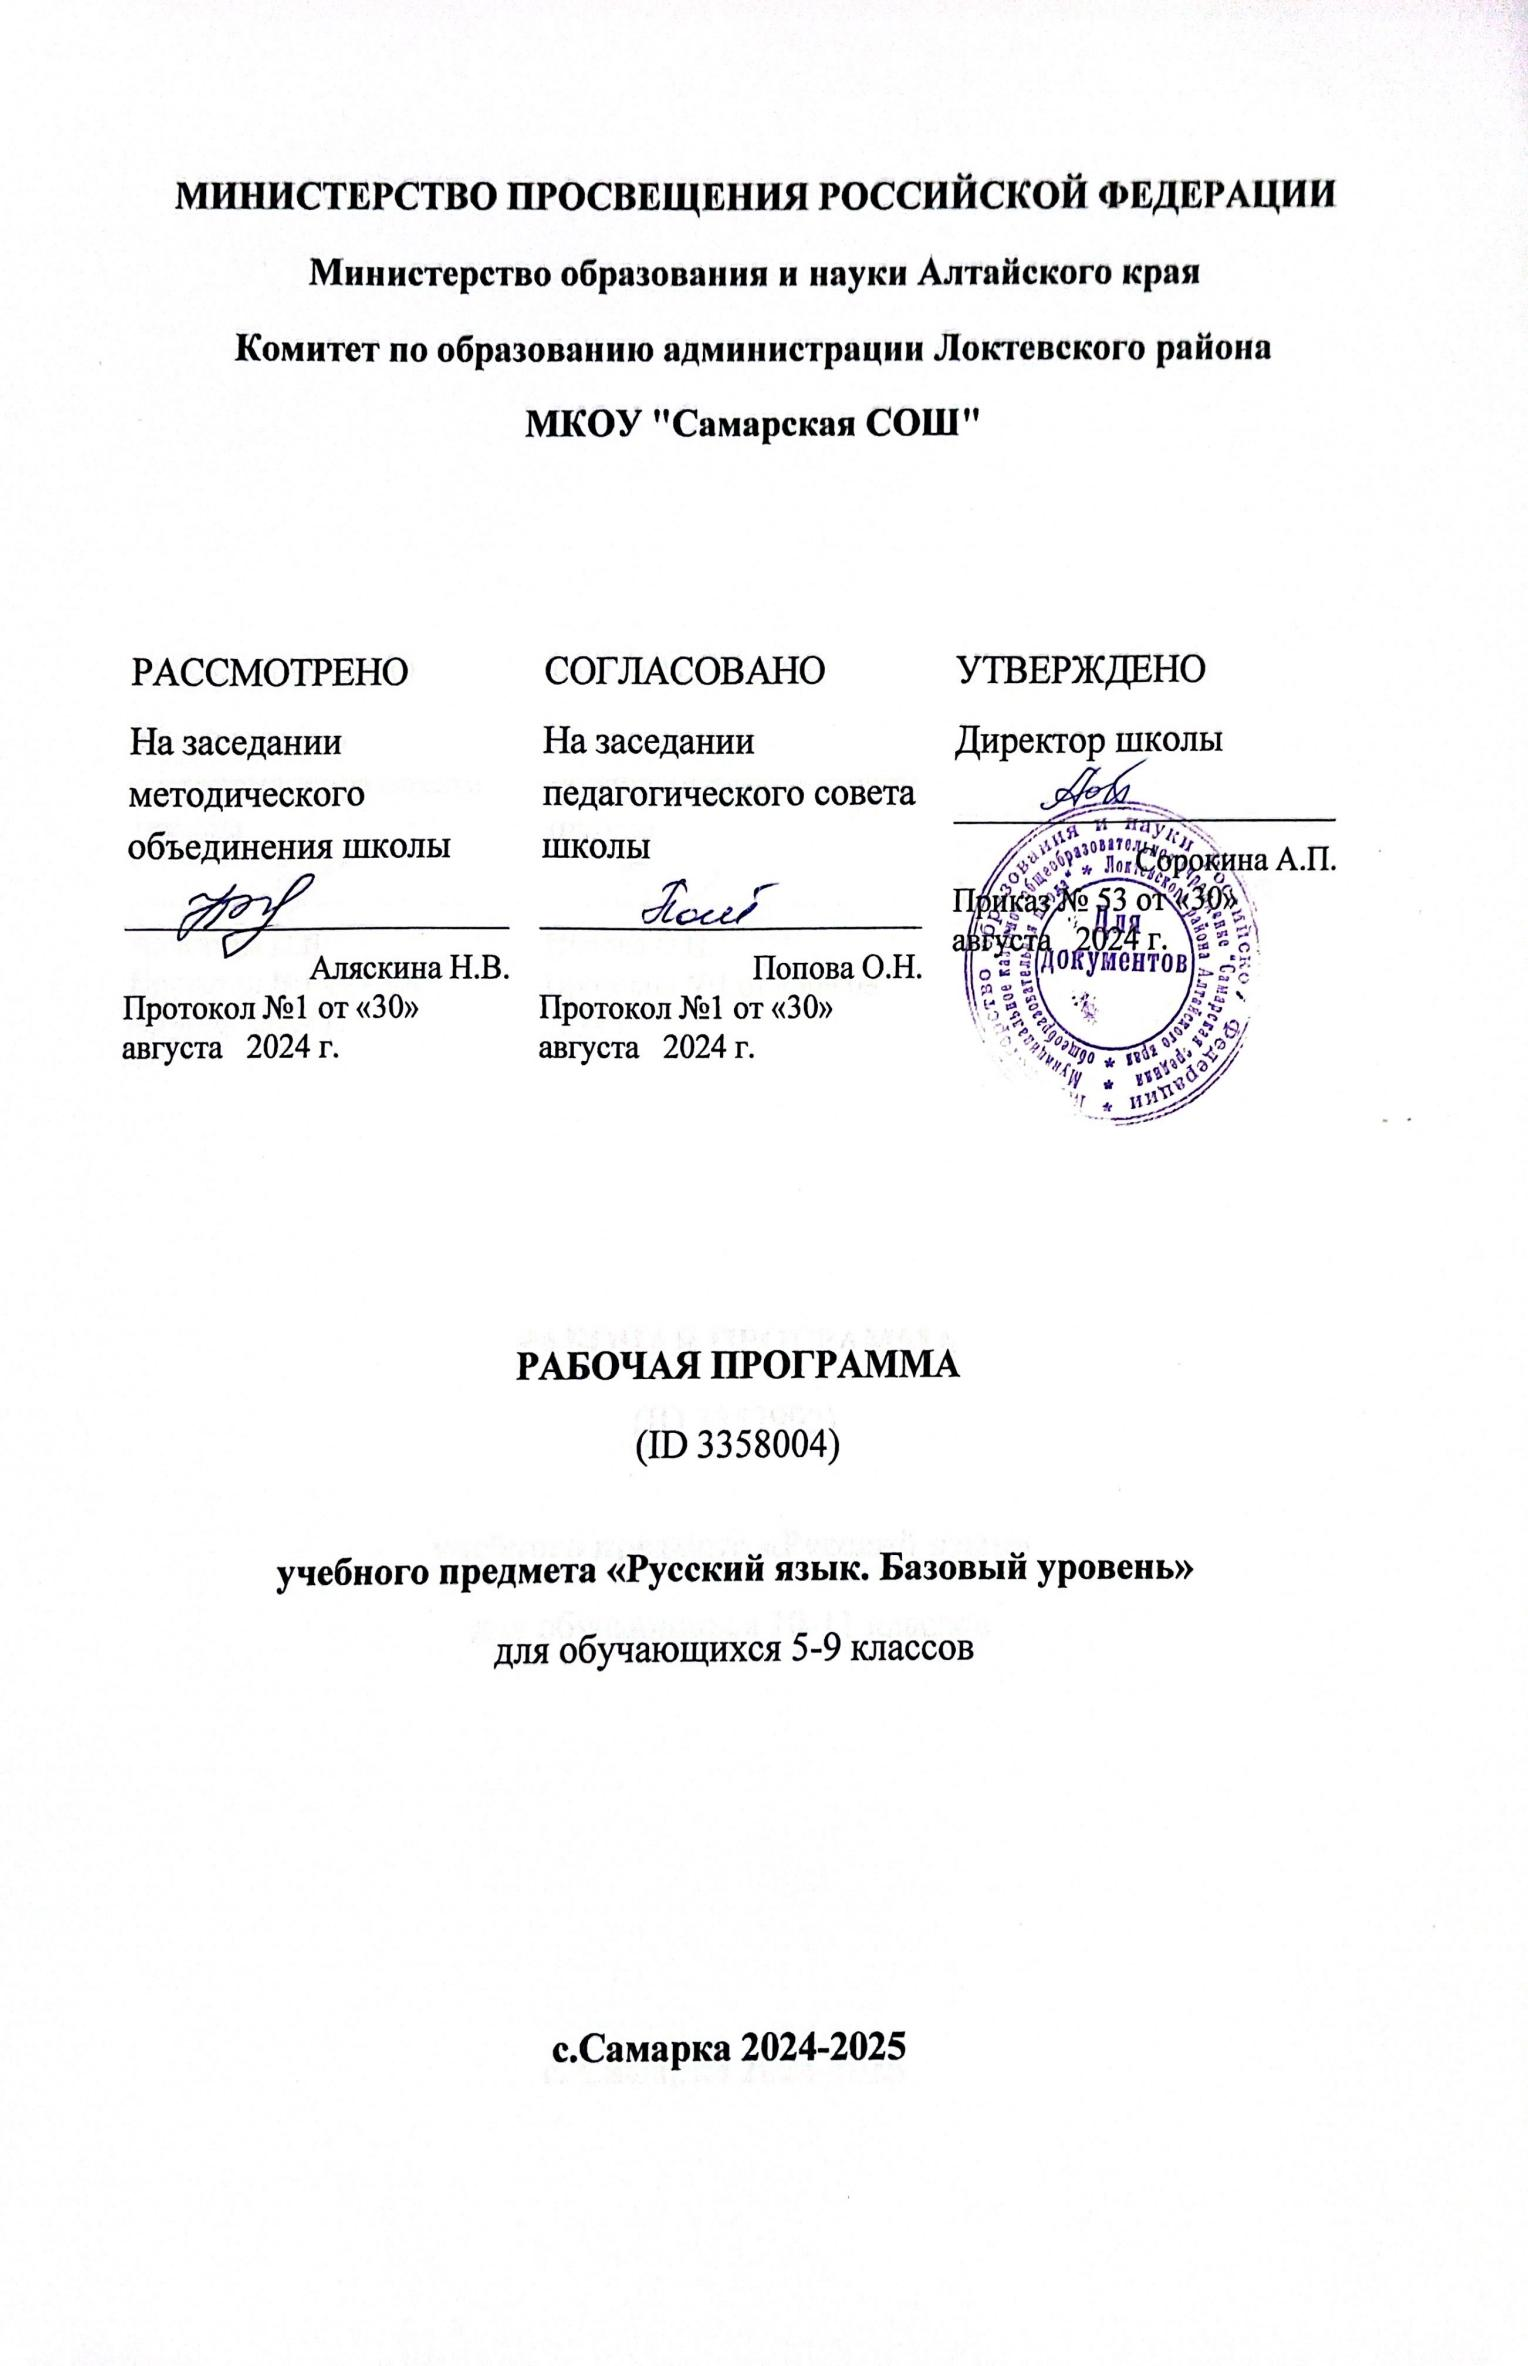 МИНИСТЕРСТВО ПРОСВЕЩЕНИЯ РОССИЙСКОЙ ФЕДЕРАЦИИ
Министерство образования и науки Алтайского края
Комитет по образованию администрации Локтевского района
МКОУ "Самарская СОШ"
РАССМОТРЕНО
На заседании
методического
объединения школы
Аляскина Н.В.
Протокол №1 от «30»
августа 2024 г.
СОГЛАСОВАНО
На заседании
педагогического совета
школы
Попова О.Н.
Протокол №1 от «30»
августа 2024 г.
УТВЕРЖДЕНО
Директор школы
Сорокина А.П.
Приказ № 53 от «30»
августа 2024 г.
Для
документов
РАБОЧАЯ ПРОГРАММА
(ID 3358004)
учебного предмета «Русский язык. Базовый уровень»
для обучающихся 5-9 классов
с.Самарка 2024-2025